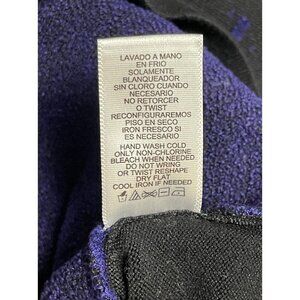 LAVADO A MANO
EN FRIO
SOLAMENTE
BLANQUEADOR
SIN CLORO CUANDO
NECESARIO
NO RETORCER
O TWIST
RECONFIGURAREMOS
PISO EN SECO
IRON FRESCO SI
ES NECESARIO
HAND WASH COLD
ONLY NON-CHLORINE
BLEACH WHEN NEEDED
DO NOT WRING
OR TWIST RESHAPE
DRY FLAT
COOL IRON IF NEEDED